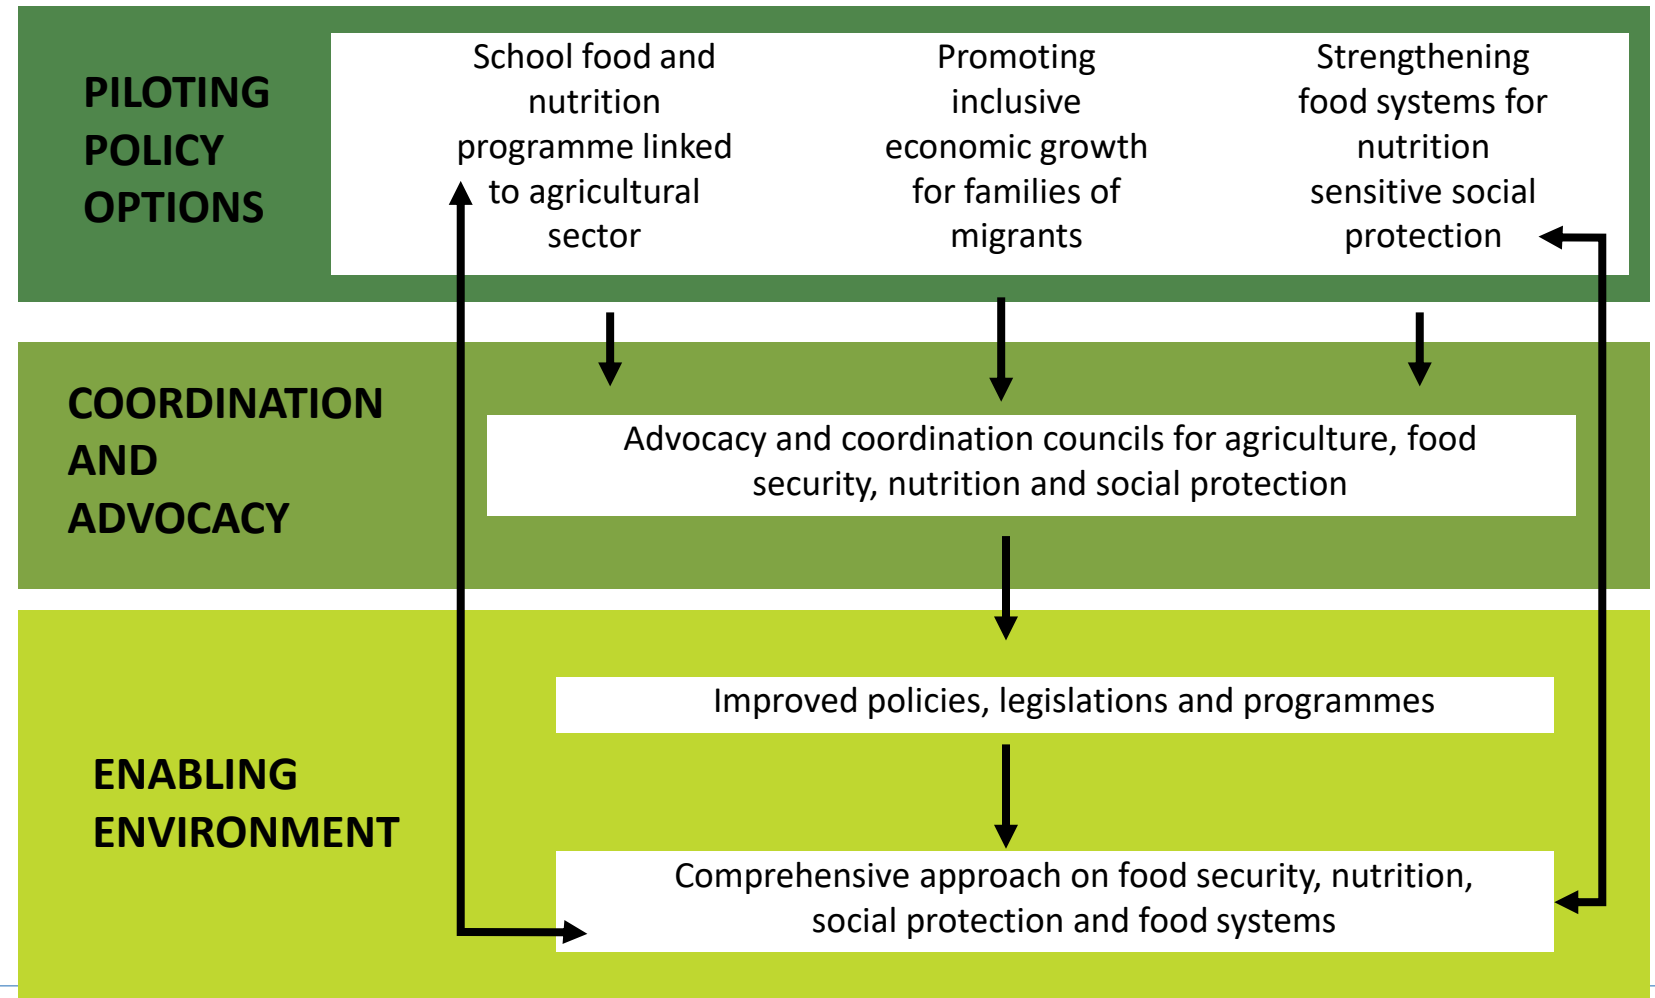 PILOTING
POLICY
OPTIONS
School food and
nutrition
programme linked
to agricultural
sector
Promoting
inclusive
economic growth
for families of
migrants
Strengthening
food systems for
nutrition
sensitive social
protection
COORDINATION
AND
ADVOCACY
Advocacy and coordination councils for agriculture, food
security, nutrition and social protection
ENABLING
ENVIRONMENT
Improved policies, legislations and programmes
Comprehensive approach on food security, nutrition,
social protection and food systems